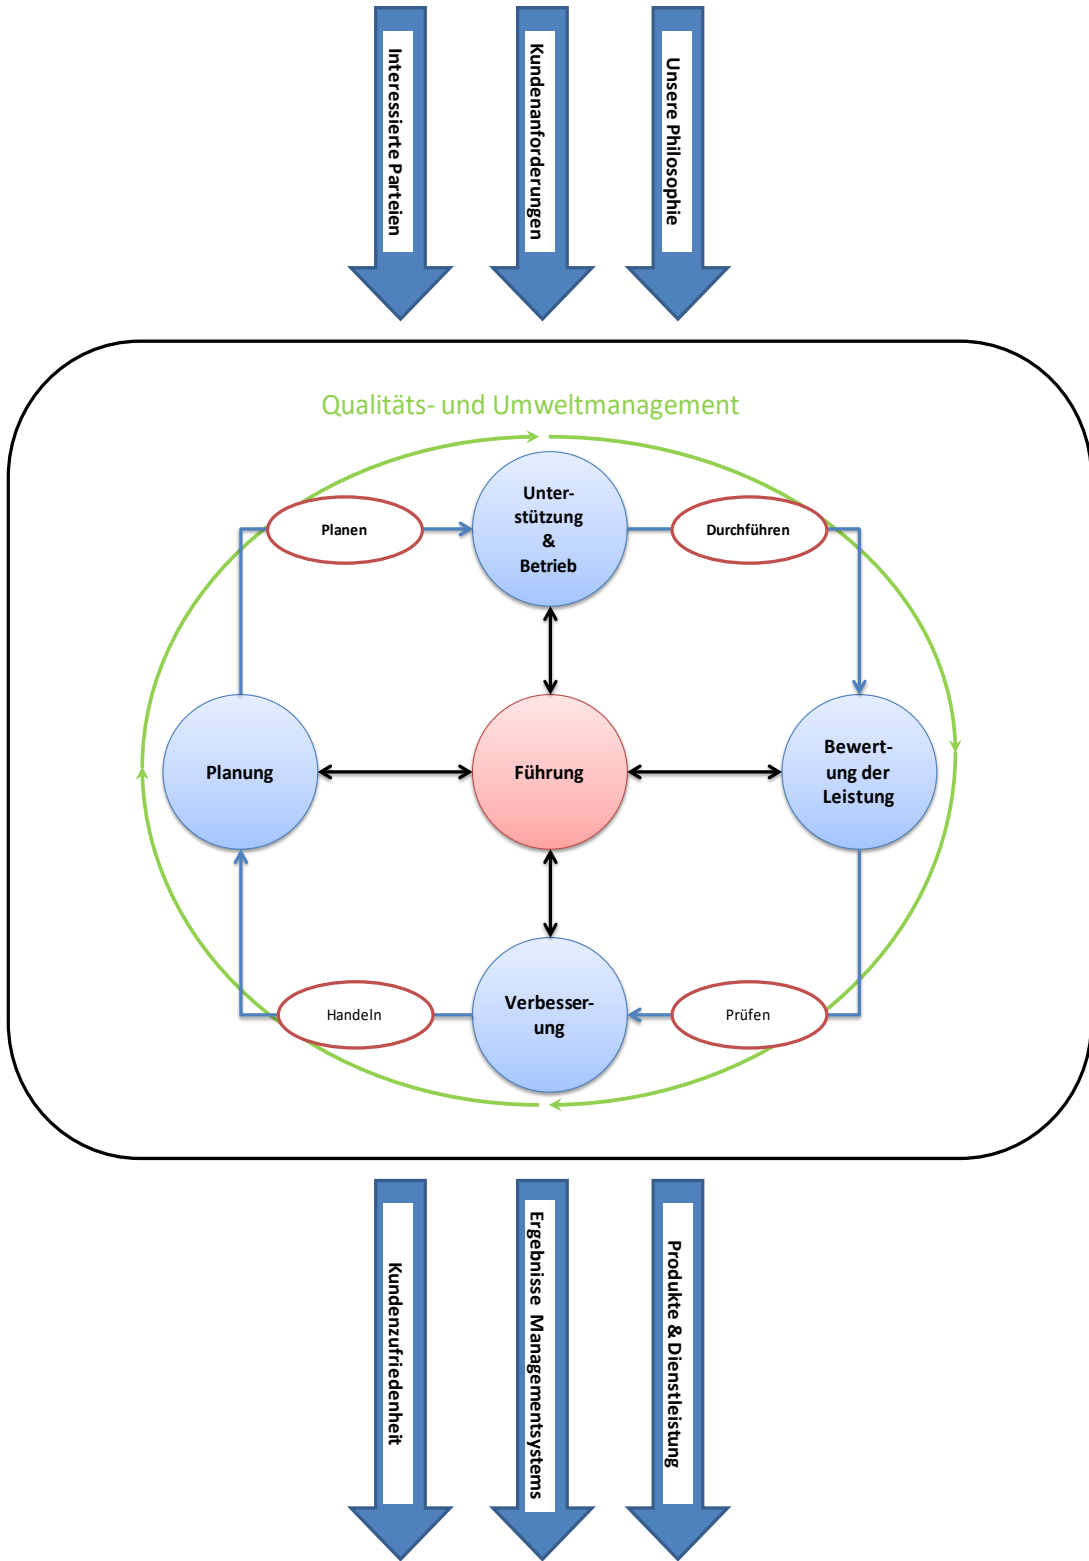 Interessierte Parteien
Kundenanforderungen
Unsere Philosophie
Qualitäts- und Umweltmanagement
Planen
Unter-
stützung
&
Betrieb
Durchführen
Planung
Führung
Bewert-
ung der
Leistung
Handeln
Verbesser-
ung
Prüfen
Kundenzufriedenheit
Ergebnisse Managementsystems
Produkte & Dienstleistung